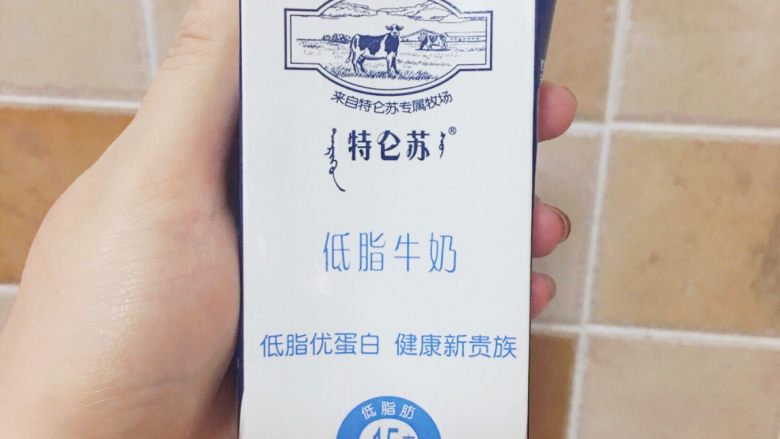 来自特仑苏专属牧场
特仑苏®
低脂牛奶
低脂优蛋白 健康新贵族
低脂肪